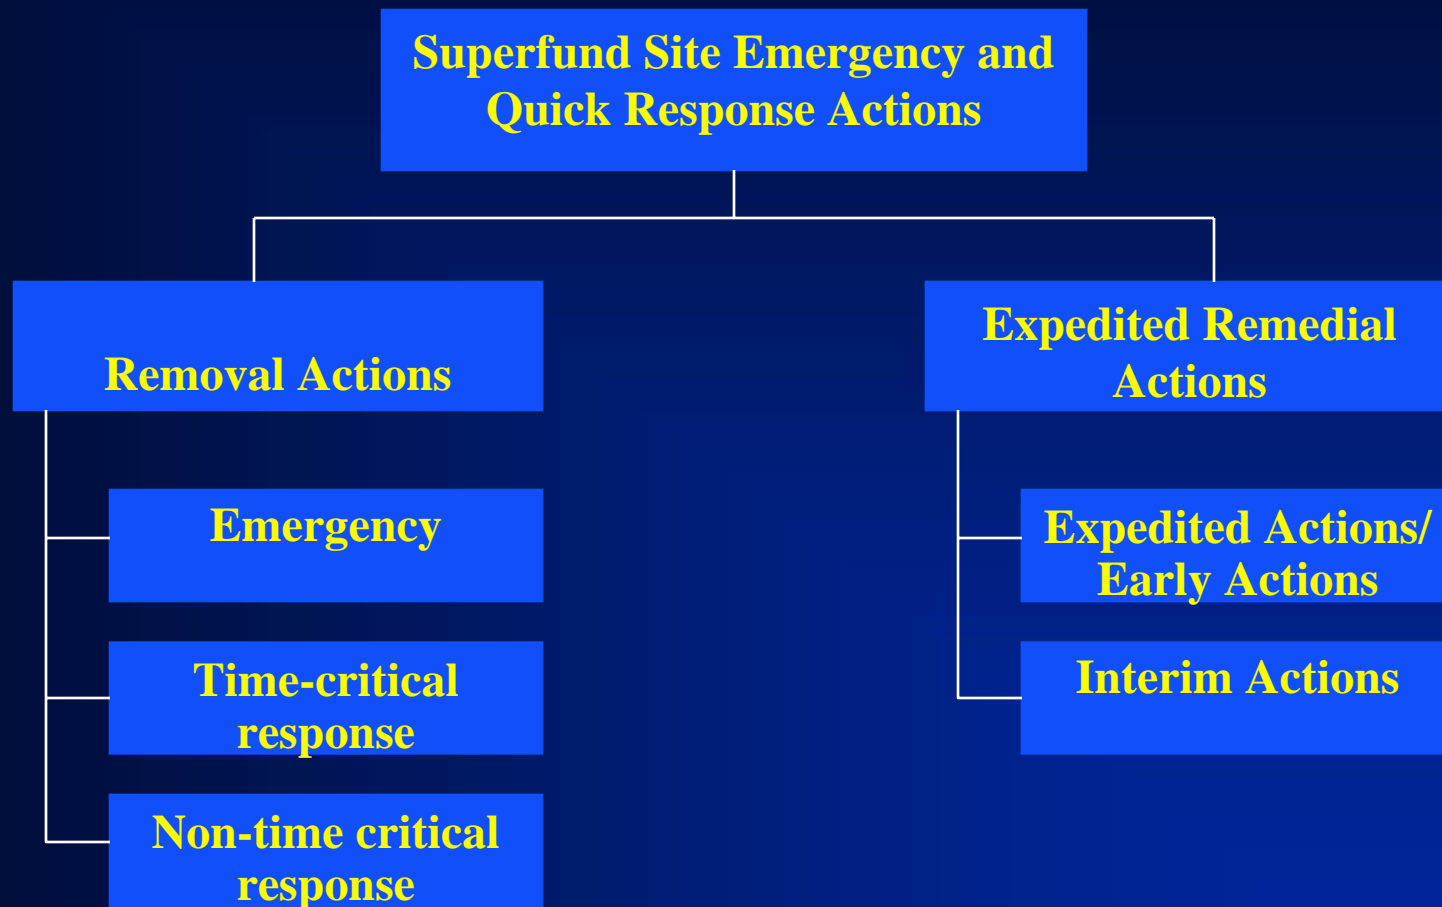 Superfund Site Emergency and
Quick Response Actions
Removal Actions
Emergency
Time-critical
response
Non-time critical
response
Expedited Remedial
Actions
Expedited Actions/
Early Actions
Interim Actions